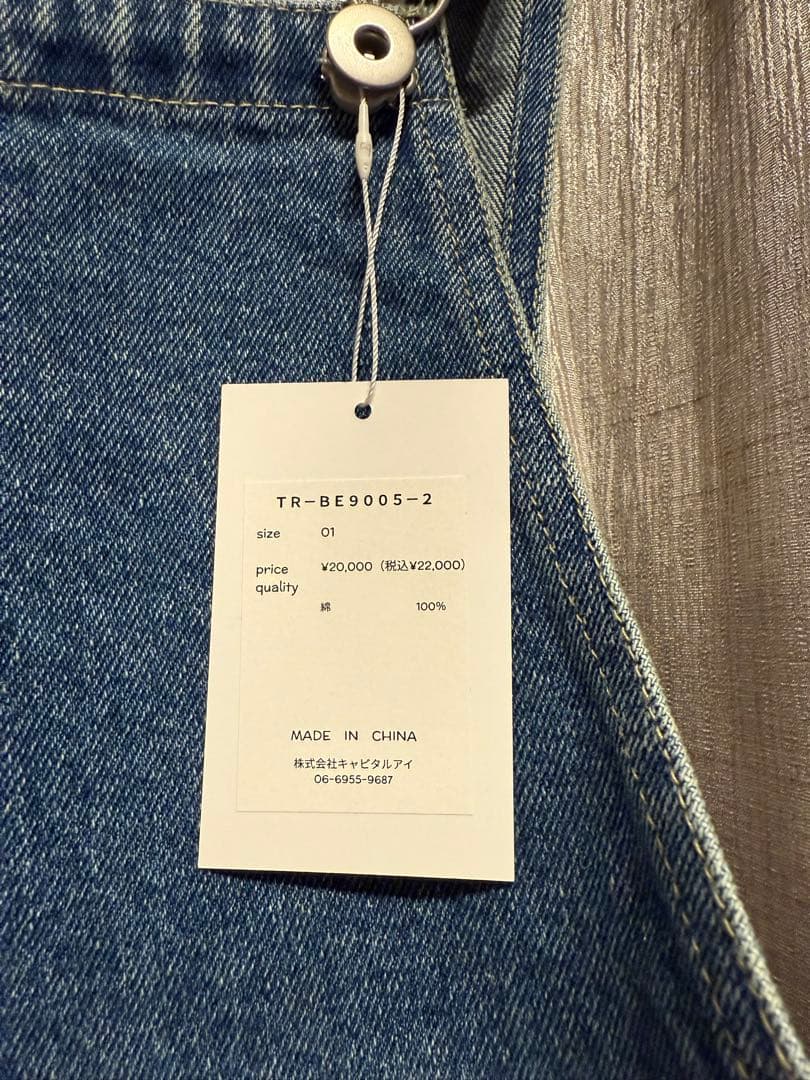 TR−BE9005−2
size 01
price ¥20,000（税込¥22,000）
quality
綿 100%
MADE IN CHINA
株式会社キャピタルアイ
06-6955-9687